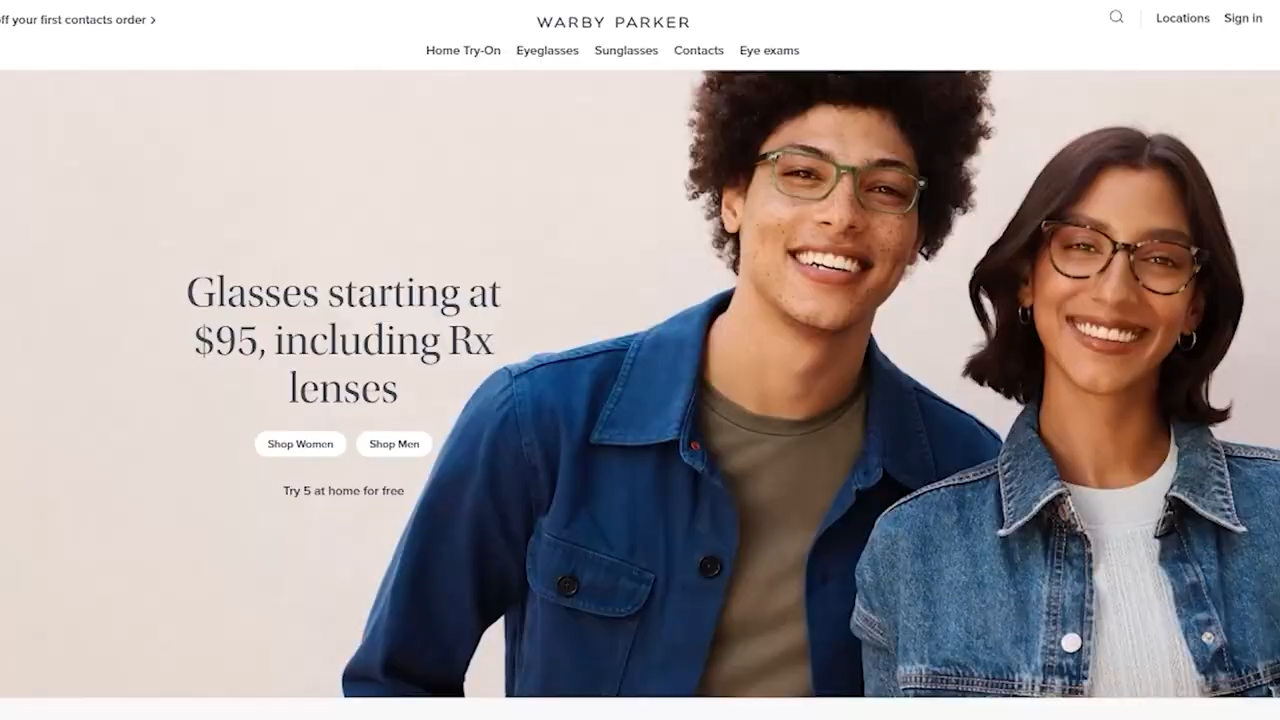 ff your first contacts order >
WARBY PARKER
Locations Sign in
Home Try-On Eyeglasses Sunglasses Contacts Eye exams
Glasses starting at
$95, including Rx
lenses
Shop Women Shop Men
Try 5 at home for free